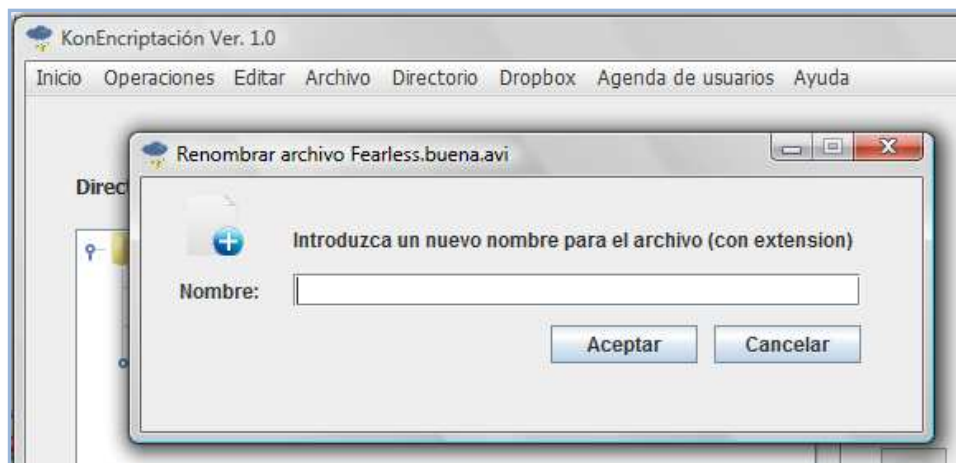 KonEncriptación Ver. 1.0
Inicio Operaciones Editar Archivo Directorio Dropbox Agenda de usuarios Ayuda
Renombrar archivo Fearless.buena.avi
Introduzca un nuevo nombre para el archivo (con extension)
Nombre:
Aceptar Cancelar